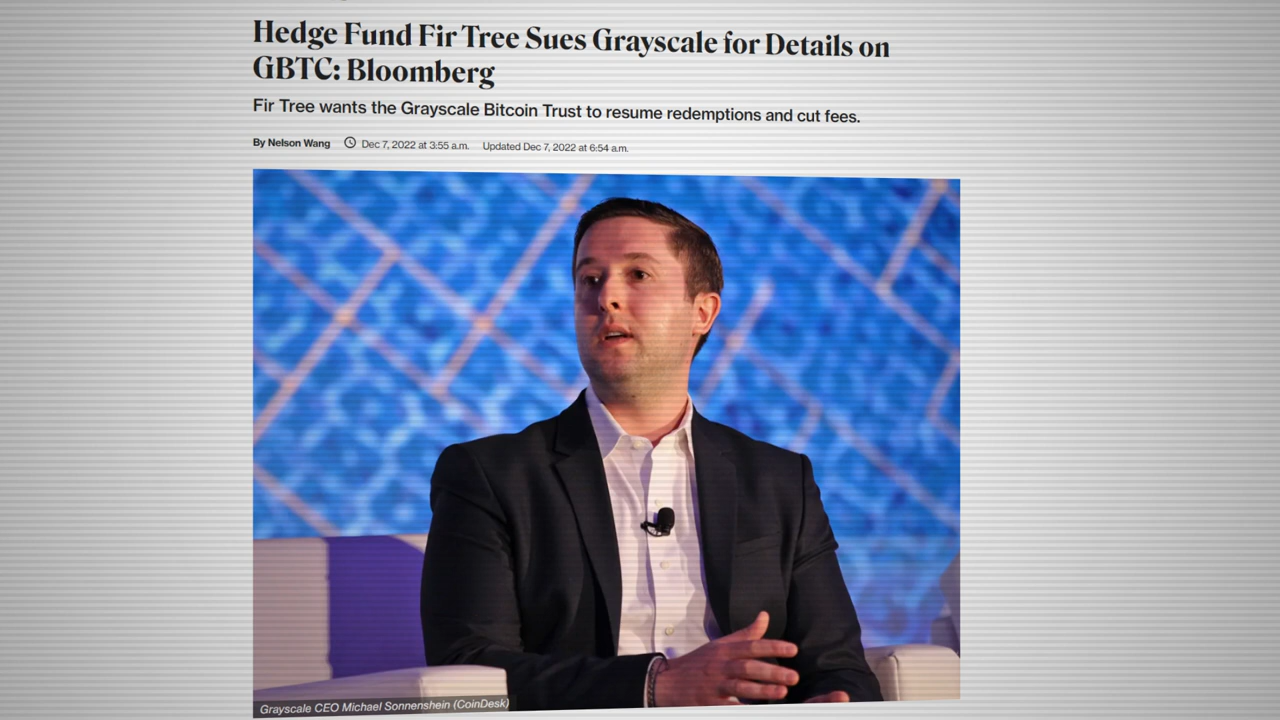 Hedge Fund Fir Tree Sues Grayscale for Details on
GBTC: Bloomberg
Fir Tree wants the Grayscale Bitcoin Trust to resume redemptions and cut fees.
By Nelson Wang Dec 7, 2022 at 3:55 a.m. Updated Dec 7, 2022 at 6:54 a.m.
Grayscale CEO Michael Sonnenshein (CoinDesk)